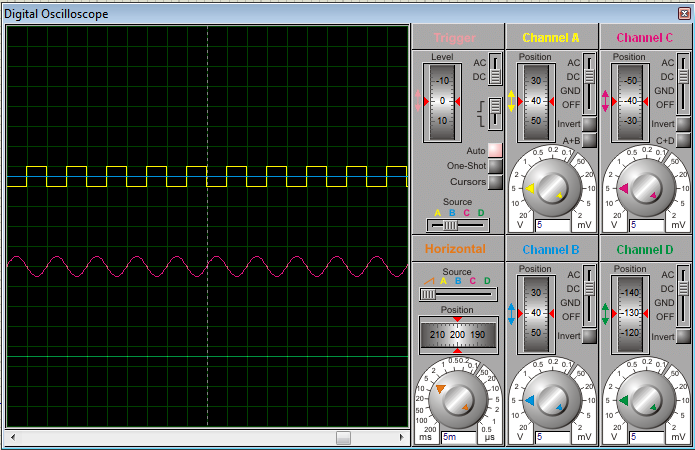 Digital Oscilloscope
Trigger
Level
-10
0
10
AC
DC
Auto
One-Shot
Cursors
Source
A B C D
Channel A
Position
30
40
50
AC
DC
GND
OFF
Invert
A+B
0.2 0.1
0.5 50
1 20
2 10
5 5
10 2
20
V 5 mV
Channel C
Position
-50
-40
-30
AC
DC
GND
OFF
Invert
C+D
0.2 0.1
0.5 50
1 20
2 10
5 5
10 2
20
V 5 mV
Horizontal
Source
A B C D
Position
210 200 190
1 0.5 0.2 0.1
2 50
5 20
10 10
20 5
50 2
100 1
200 0.5
ms 5m µs
Channel B
Position
30
40
50
AC
DC
GND
OFF
Invert
0.2 0.1
0.5 50
1 20
2 10
5 5
10 2
20
V 5 mV
Channel D
Position
-140
-130
-120
AC
DC
GND
OFF
Invert
0.2 0.1
0.5 50
1 20
2 10
5 5
10 2
20
V 5 mV